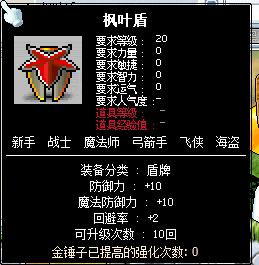 枫叶盾
要求等级： 20
要求力量： 0
要求敏捷： 0
要求智力： 0
要求运气： 0
要求人气度： -
道具等级： -
道具经验值： -
新手 战士 魔法师 弓箭手 飞侠 海盗
装备分类 : 盾牌
防御力 : +10
魔法防御力 : +10
回避率 : +2
可升级次数 : 10回
金锤子已提高的强化次数: 0